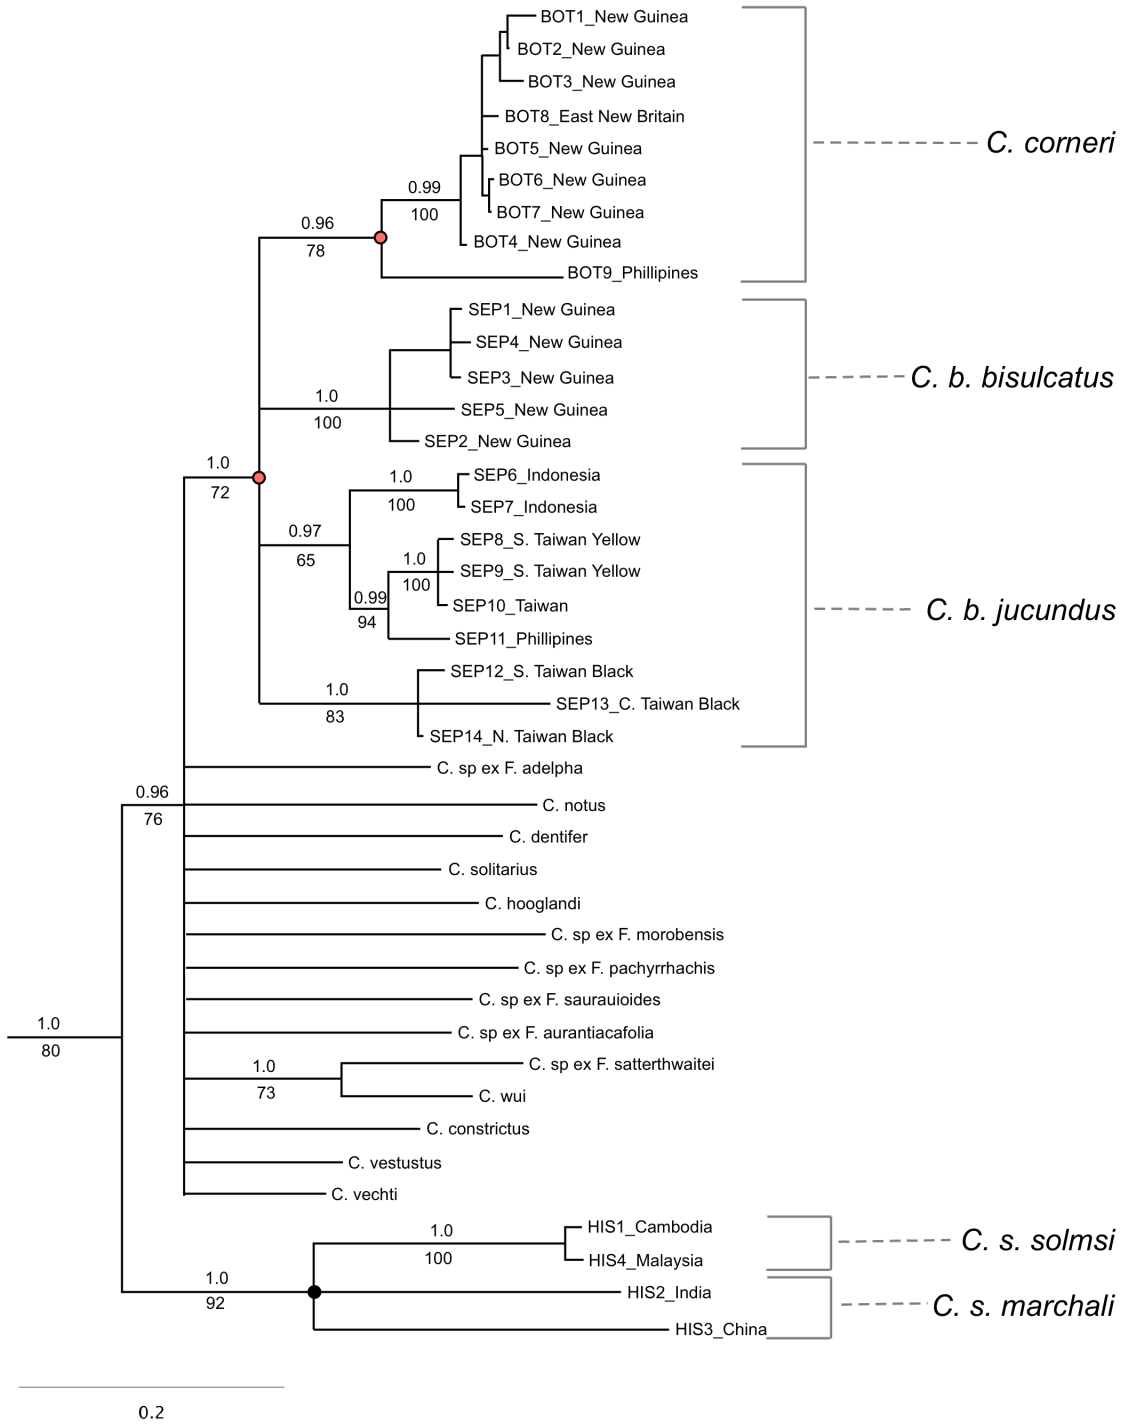 BOT1_New Guinea
BOT2_New Guinea
BOT3_New Guinea
BOT8_East New Britain
C. corneri
BOT5_New Guinea
BOT6_New Guinea
0.99
100
BOT7_New Guinea
0.96
78
BOT4_New Guinea
BOT9_Phillipines
SEP1_New Guinea
SEP4_New Guinea
SEP3_New Guinea
C. b. bisulcatus
1.0
100
SEP5_New Guinea
SEP2_New Guinea
1.0
72
1.0
100
SEP6_Indonesia
SEP7_Indonesia
0.97
65
SEP8_S. Taiwan Yellow
1.0
100
SEP9_S. Taiwan Yellow
0.99
94
SEP10_Taiwan
C. b. jucundus
SEP11_Phillipines
SEP12_S. Taiwan Black
1.0
83
SEP13_C. Taiwan Black
SEP14_N. Taiwan Black
C. sp ex F. adelpha
0.96
76
C. notus
C. dentifer
C. solitarius
C. hooglandi
C. sp ex F. morobensis
C. sp ex F. pachyrrhachis
C. sp ex F. saurauioides
1.0
80
C. sp ex F. aurantiacafolia
1.0
73
C. sp ex F. satterthwaitei
C. wui
C. constrictus
C. vestustus
C. vechti
HIS1_Cambodia
1.0
100
C. s. solmsi
HIS4_Malaysia
1.0
92
HIS2_India
C. s. marchali
HIS3_China
0.2